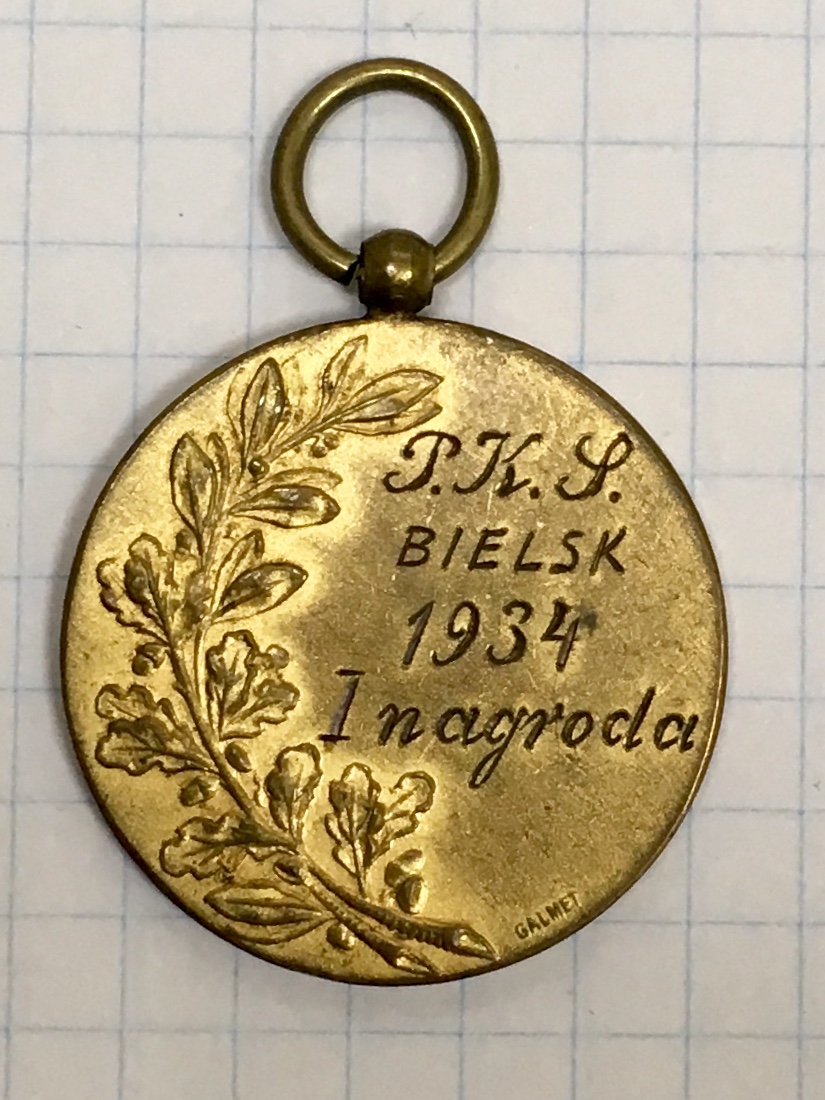 P.K.S.
BIELSK
1934
I nagroda
GALMET